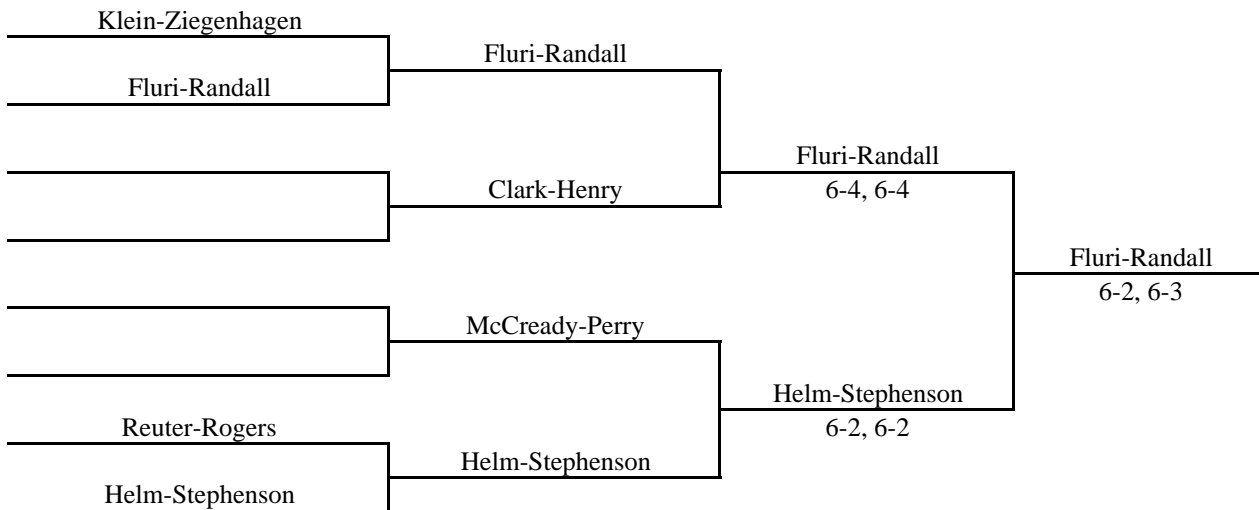 Klein-Ziegenhagen
Fluri-Randall
Fluri-Randall
Fluri-Randall
6-4, 6-4
Clark-Henry
Fluri-Randall
6-2, 6-3
McCready-Perry
Helm-Stephenson
6-2, 6-2
Reuter-Rogers
Helm-Stephenson
Helm-Stephenson